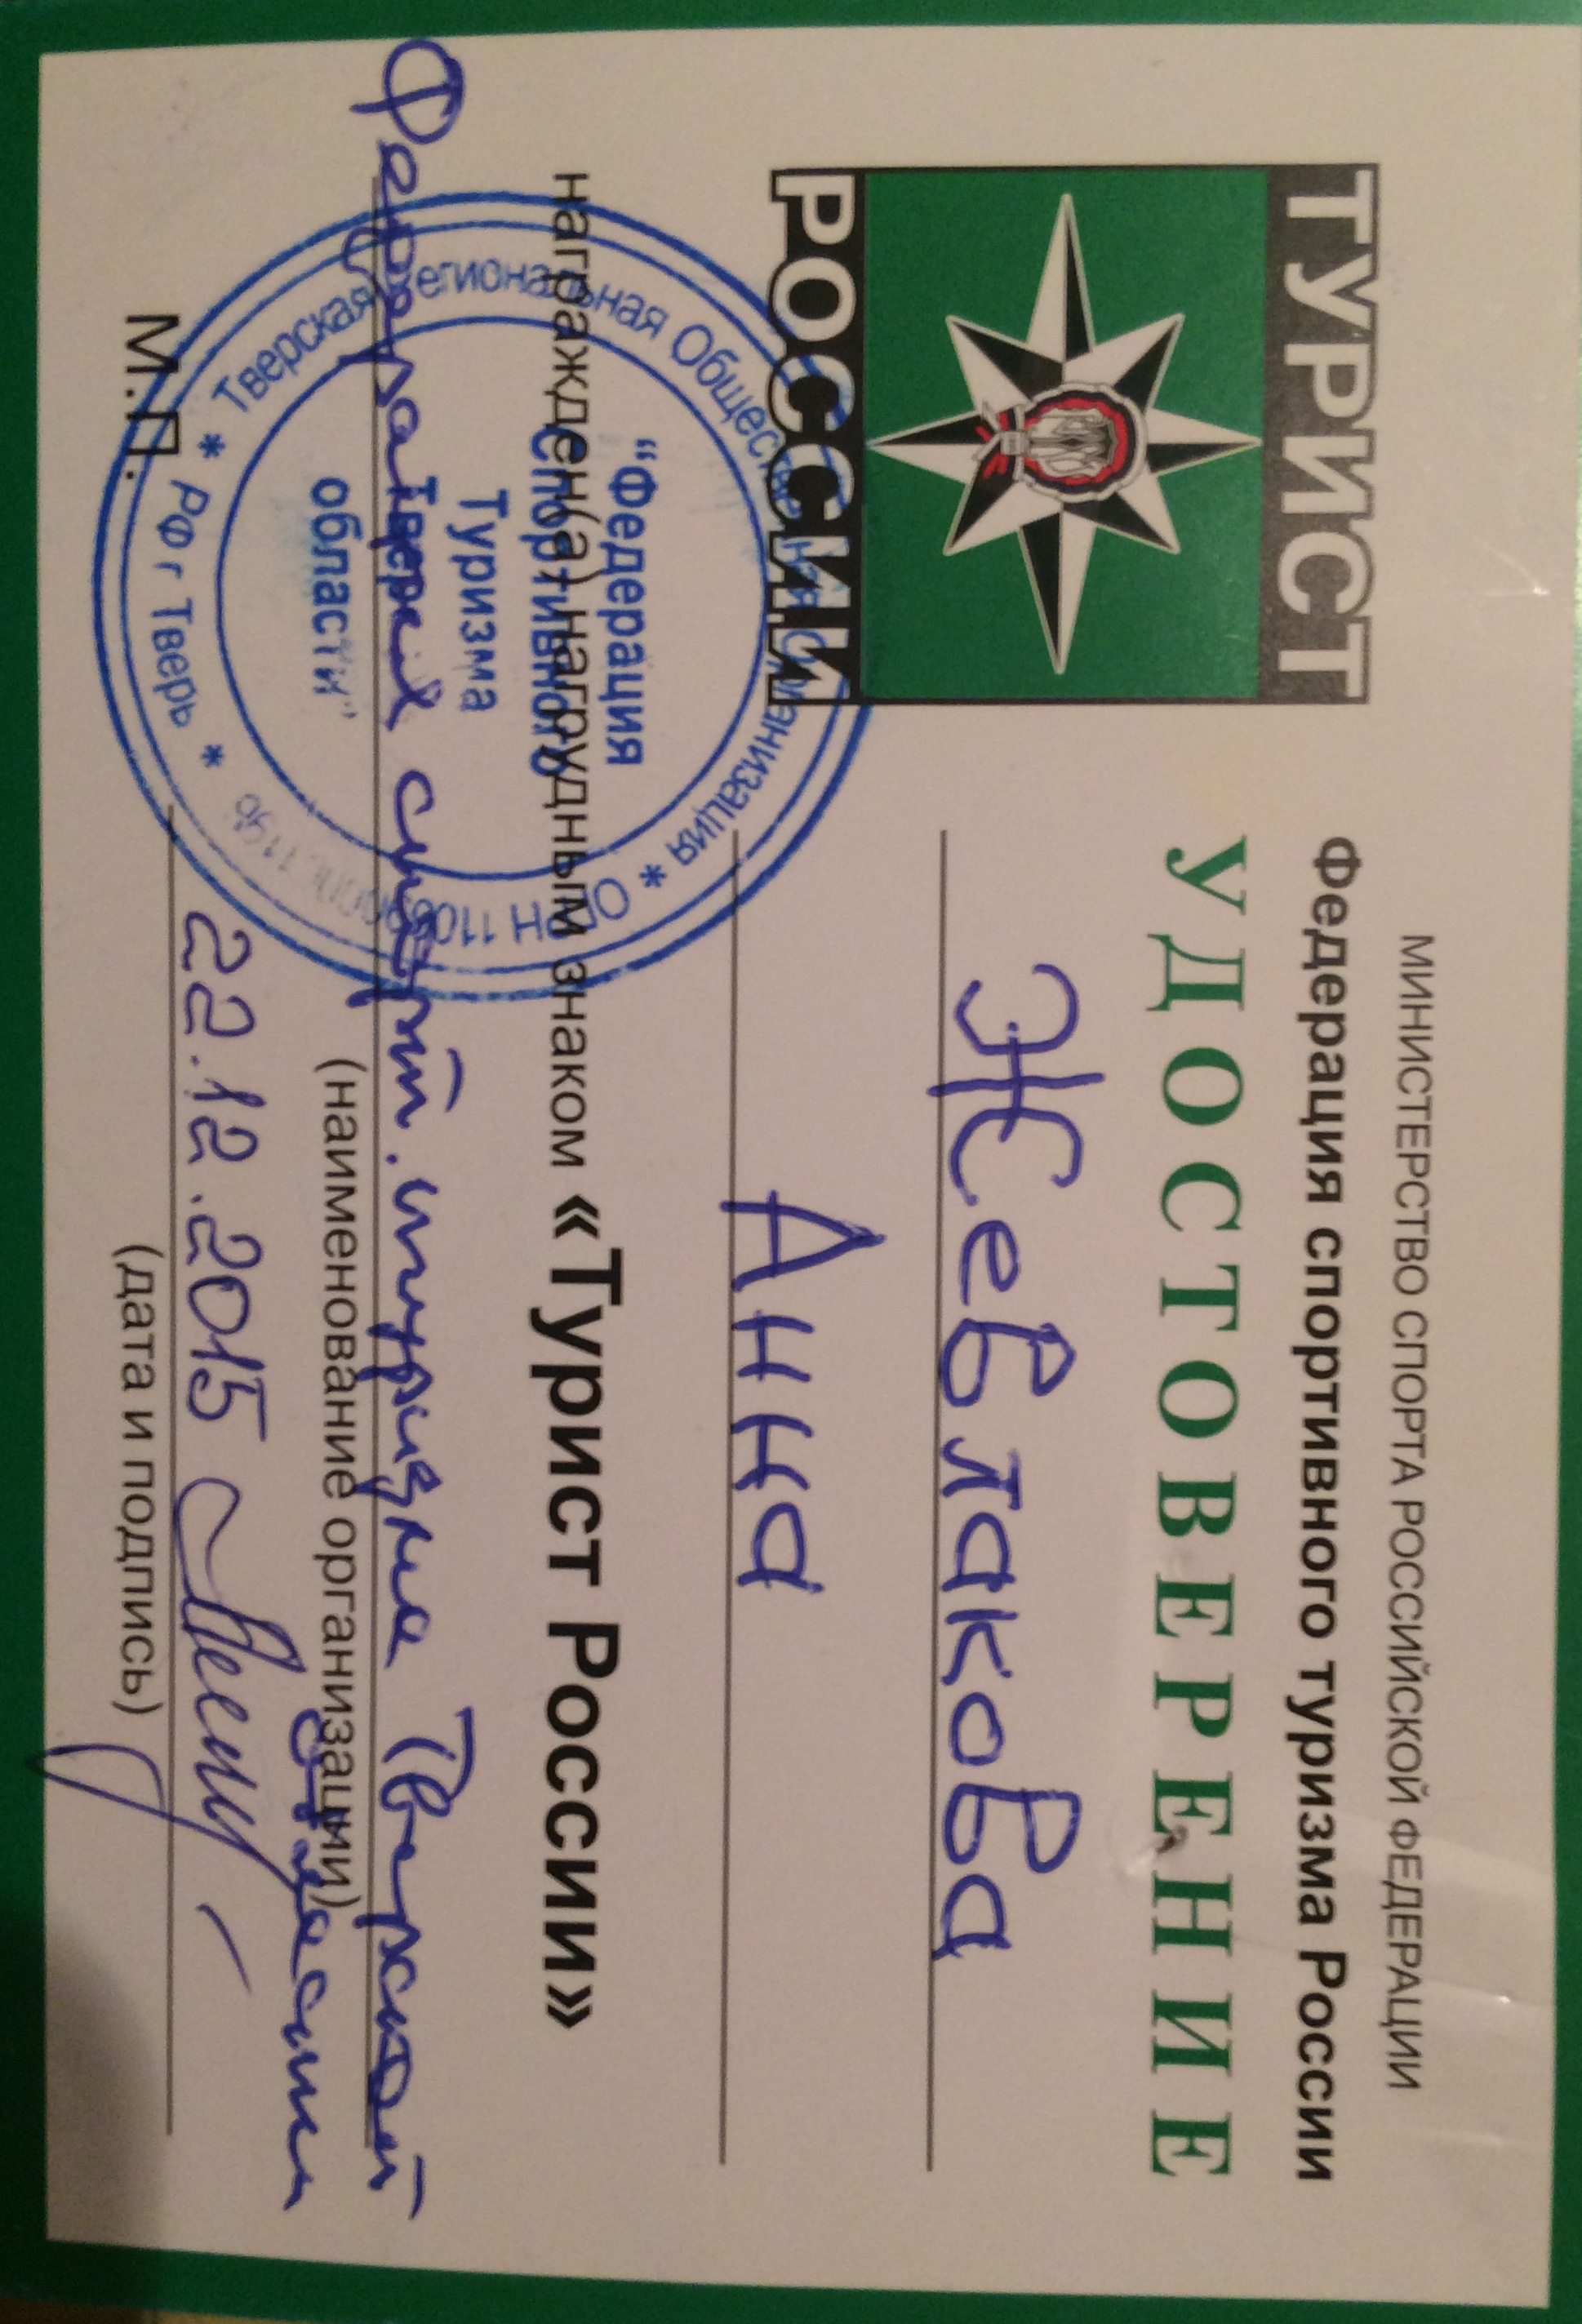 МИНИСТЕРСТВО СПОРТА РОССИЙСКОЙ ФЕДЕРАЦИИ
Федерация спортивного туризма России
УДОСТОВЕРЕНИЕ
ТУРИСТ
РОССИИ
Жевлакова
Анна
награжден(а) нагрудным знаком «Турист России»
Федерация спорт. туризма Тверской
области
(наименование организации)
М.П.
22.12.2015
(дата и подпись)
Тверская Региональная Общественная Организация *
* РФ г Тверь *
"Федерация
Спортивного
Туризма
Тверской
области"